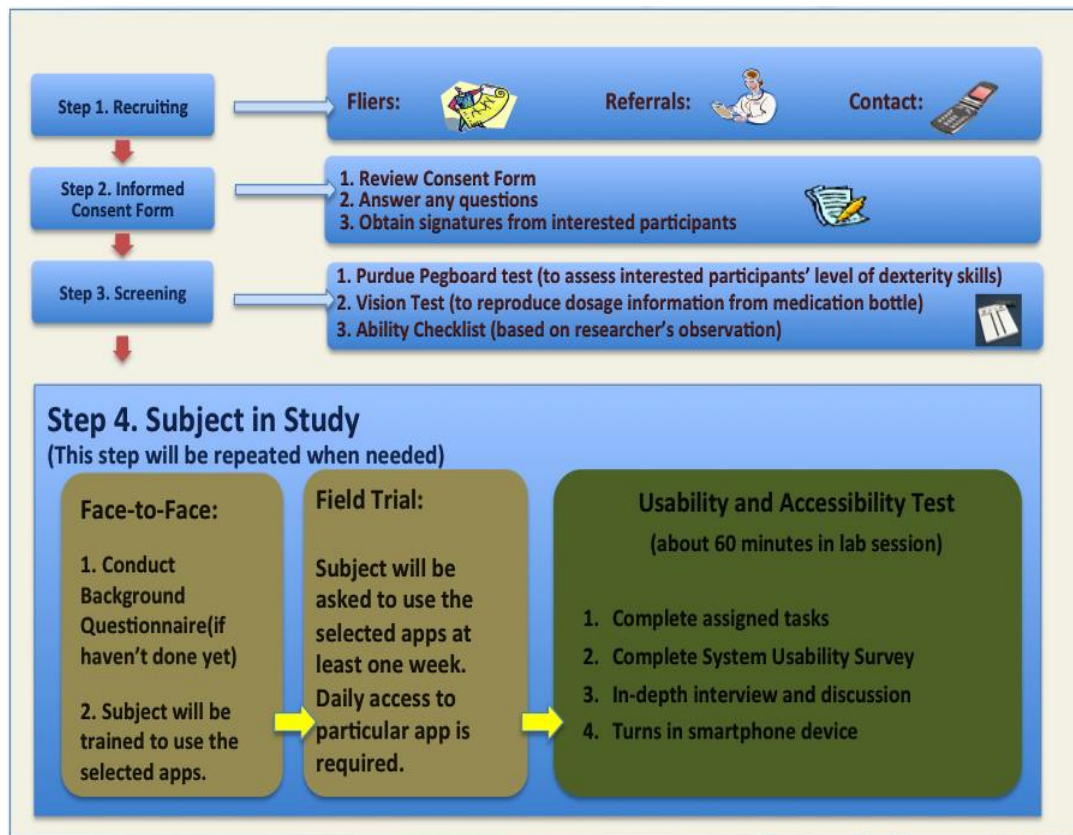 Step 1. Recruiting
Fliers:
Referrals:
Contact:
Step 2. Informed
Consent Form
1. Review Consent Form
2. Answer any questions
3. Obtain signatures from interested participants
Step 3. Screening
1. Purdue Pegboard test (to assess interested participants' level of dexterity skills)
2. Vision Test (to reproduce dosage information from medication bottle)
3. Ability Checklist (based on researcher's observation)
Step 4. Subject in Study
(This step will be repeated when needed)
Face-to-Face:
1. Conduct
Background
Questionnaire(if
haven't done yet)
2. Subject will be
trained to use the
selected apps.
Field Trial:
Subject will be
asked to use the
selected apps at
least one week.
Daily access to
particular app is
required.
Usability and Accessibility Test
(about 60 minutes in lab session)
1. Complete assigned tasks
2. Complete System Usability Survey
3. In-depth interview and discussion
4. Turns in smartphone device